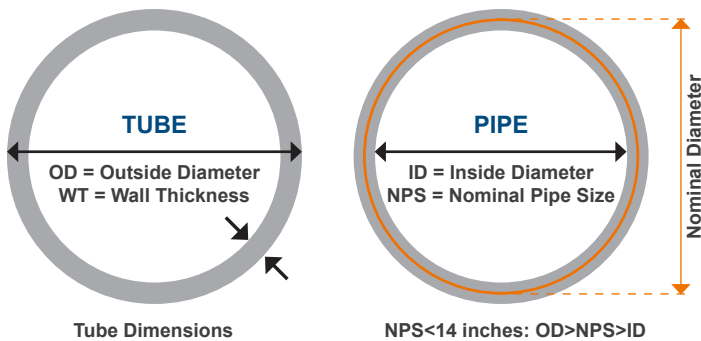 TUBE
OD = Outside Diameter
WT = Wall Thickness
Tube Dimensions
PIPE
ID = Inside Diameter
NPS = Nominal Pipe Size
NPS<14 inches: OD>NPS>ID
Nominal Diameter